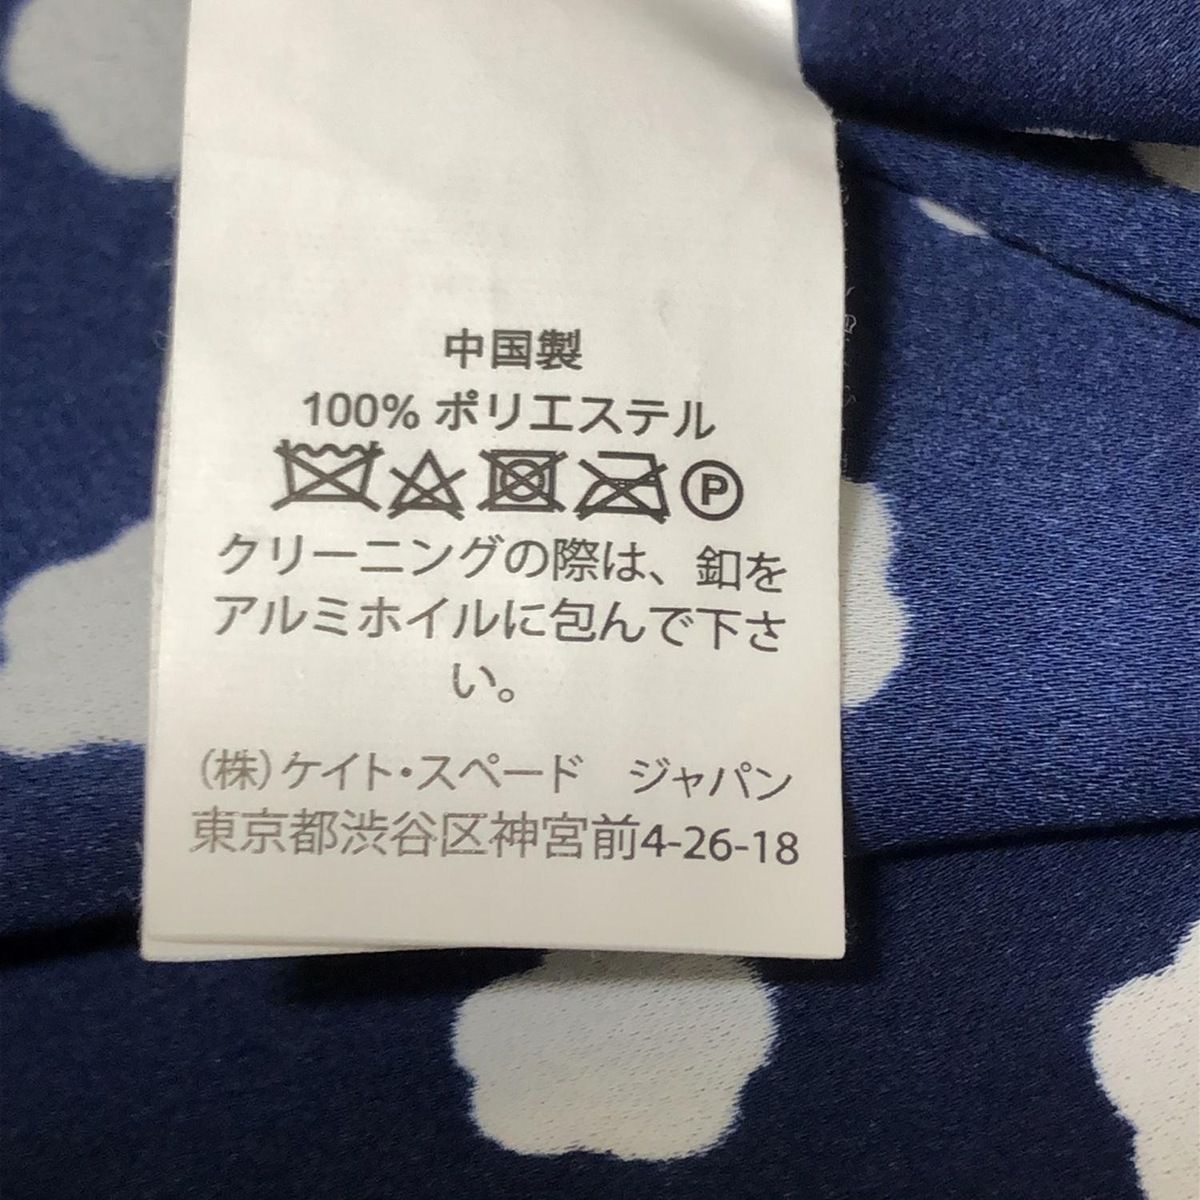 中国製
100% ポリエステル
P
クリーニングの際は、釦を
アルミホイルに包んで下さ
い。
(株)ケイト・スペード　ジャパン
東京都渋谷区神宮前4-26-18